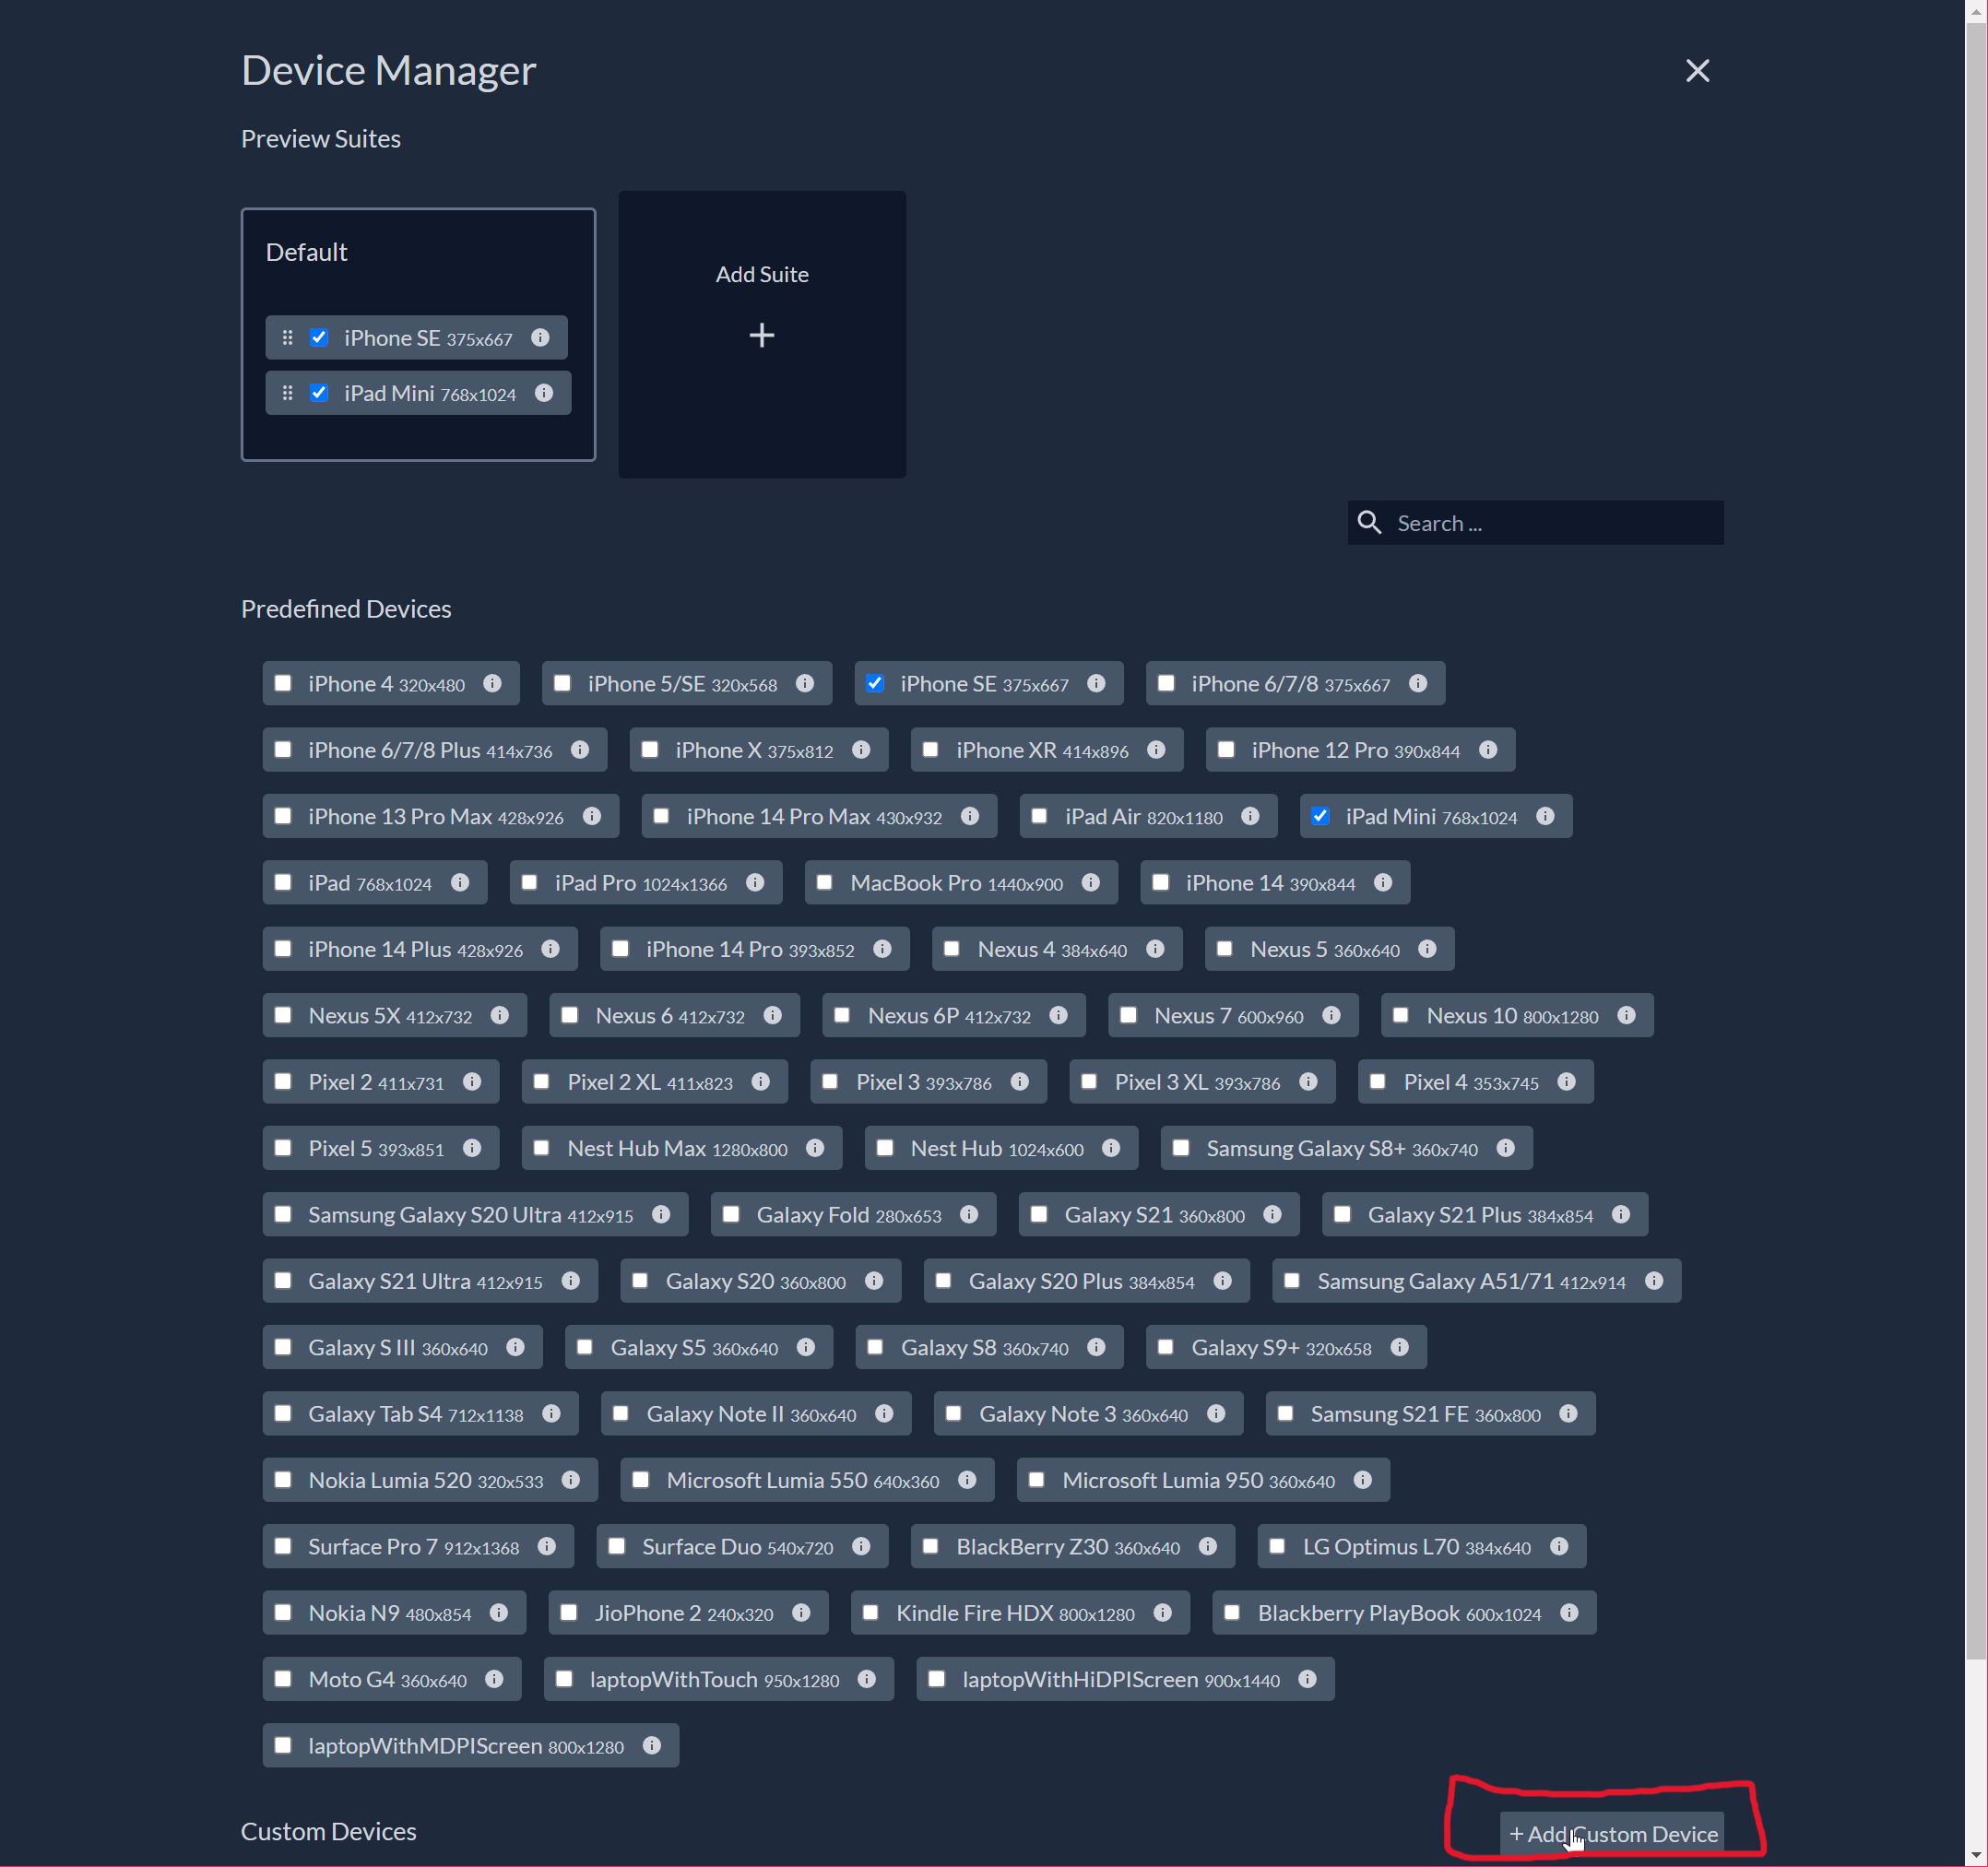 Device Manager
Preview Suites
Default
Add Suite
iPhone SE 375x667
iPad Mini 768x1024
Search ...
Predefined Devices
iPhone 4 320x480 iPhone 5/SE 320x568 iPhone SE 375x667 iPhone 6/7/8 375x667
iPhone 6/7/8 Plus 414x736 iPhone X 375x812 iPhone XR 414x896 iPhone 12 Pro 390x844
iPhone 13 Pro Max 428x926 iPhone 14 Pro Max 430x932 iPad Air 820x1180 iPad Mini 768x1024
iPad 768x1024 iPad Pro 1024x1366 MacBook Pro 1440x900 iPhone 14 390x844
iPhone 14 Plus 428x926 iPhone 14 Pro 393x852 Nexus 4 384x640 Nexus 5 360x640
Nexus 5X 412x732 Nexus 6 412x732 Nexus 6P 412x732 Nexus 7 600x960 Nexus 10 800x1280
Pixel 2 411x731 Pixel 2 XL 411x823 Pixel 3 393x786 Pixel 3 XL 393x786 Pixel 4 353x745
Pixel 5 393x851 Nest Hub Max 1280x800 Nest Hub 1024x600 Samsung Galaxy S8+ 360x740
Samsung Galaxy S20 Ultra 412x915 Galaxy Fold 280x653 Galaxy S21 360x800 Galaxy S21 Plus 384x854
Galaxy S21 Ultra 412x915 Galaxy S20 360x800 Galaxy S20 Plus 384x854 Samsung Galaxy A51/71 412x914
Galaxy S III 360x640 Galaxy S5 360x640 Galaxy S8 360x740 Galaxy S9+ 320x658
Galaxy Tab S4 712x1138 Galaxy Note II 360x640 Galaxy Note 3 360x640 Samsung S21 FE 360x800
Nokia Lumia 520 320x533 Microsoft Lumia 550 640x360 Microsoft Lumia 950 360x640
Surface Pro 7 912x1368 Surface Duo 540x720 BlackBerry Z30 360x640 LG Optimus L70 384x640
Nokia N9 480x854 JioPhone 2 240x320 Kindle Fire HDX 800x1280 Blackberry PlayBook 600x1024
Moto G4 360x640 laptopWithTouch 950x1280 laptopWithHiDPIScreen 900x1440
laptopWithMDPIScreen 800x1280
Custom Devices
+ Add Custom Device